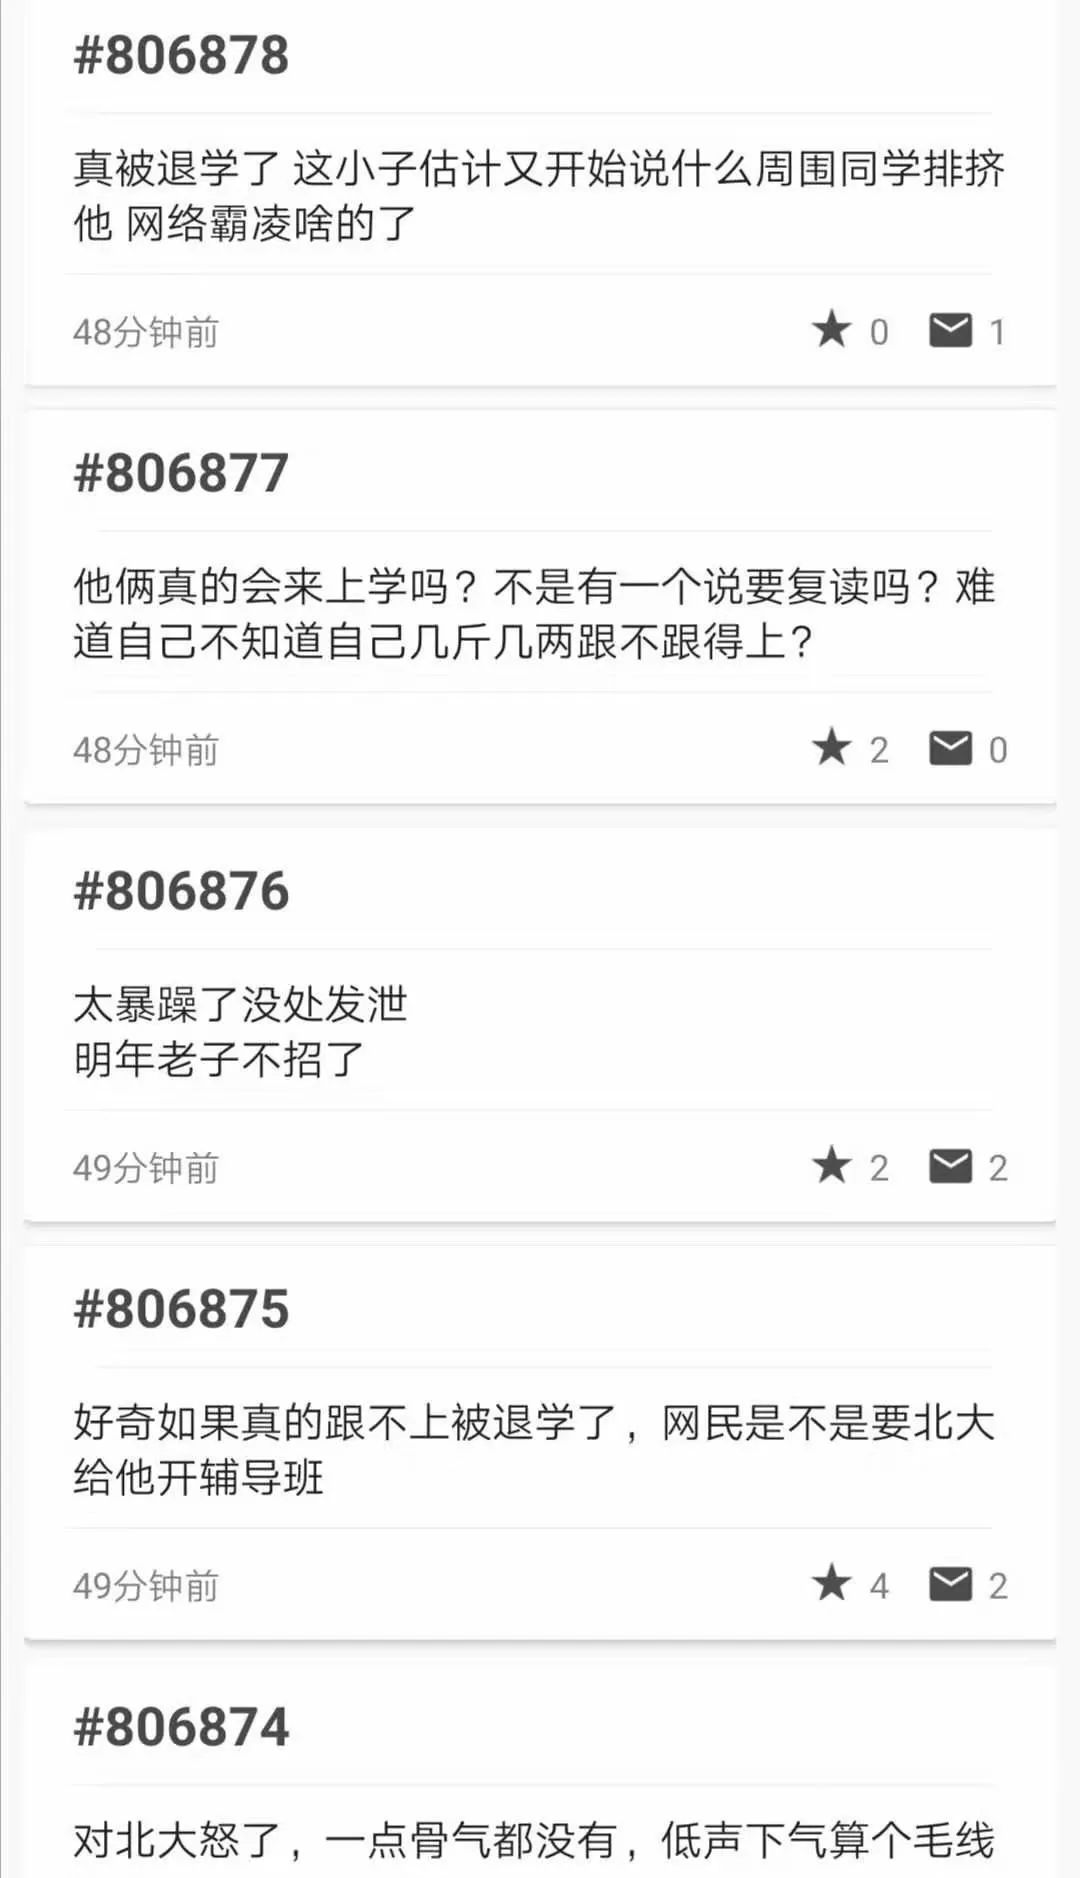 #806878
真被退学了 这小子估计又开始说什么周围同学排挤
他 网络霸凌啥的了
48分钟前 0 1
#806877
他俩真的会来上学吗？不是有一个说要复读吗？难
道自己不知道自己几斤几两跟不跟得上？
48分钟前 2 0
#806876
太暴躁了没处发泄
明年老子不招了
49分钟前 2 2
#806875
好奇如果真的跟不上被退学了，网民是不是要北大
给他开辅导班
49分钟前 4 2
#806874
对北大怒了，一点骨气都没有，低声下气算个毛线